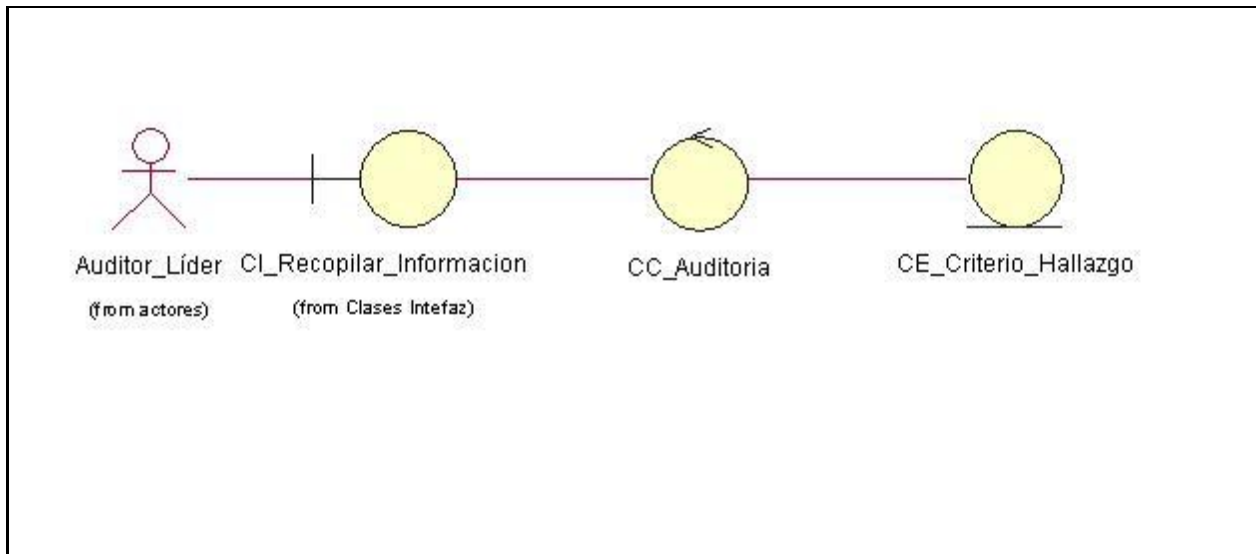 Auditor_Líder CI_Recopilar_Informacion CC_Auditoria CE_Criterio_Hallazgo
(from actores) (from Clases Intefaz)